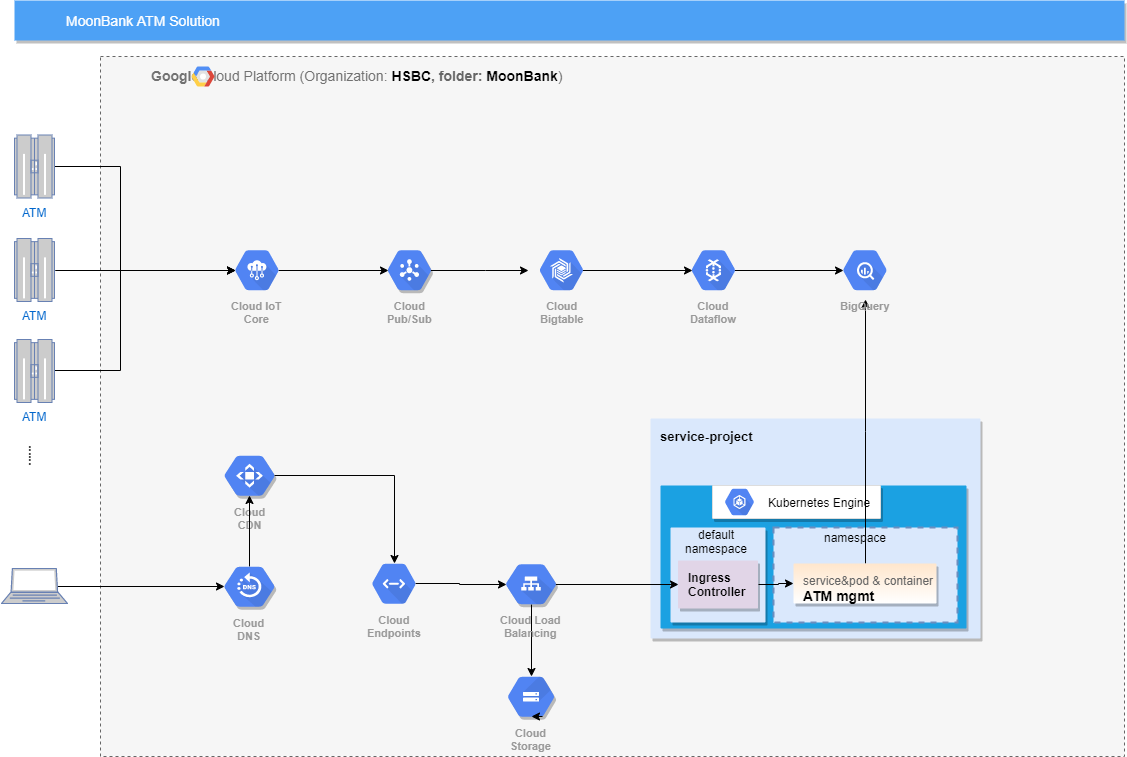 MoonBank ATM Solution
Googl loud Platform (Organization: HSBC, folder: MoonBank)
ATM
ATM
ATM
Cloud IoT
Core
Cloud
Pub/Sub
Cloud
Bigtable
Cloud
Dataflow
BigQuery
service-project
Kubernetes Engine
default
namespace
namespace
Ingress
Controller
service&pod & container
ATM mgmt
Cloud
CDN
DNS
Cloud
DNS
Cloud
Endpoints
Cloud Load
Balancing
Cloud
Storage